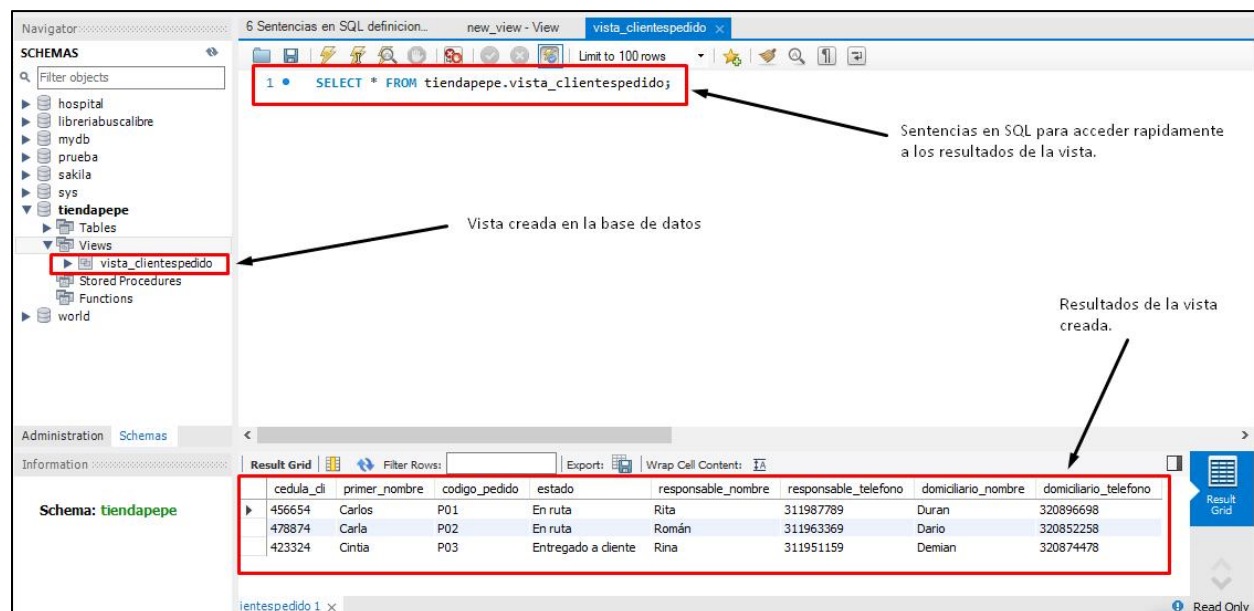 Navigator
6 Sentencias en SQL definicion...
new_view - View
vista_clientespedido
SCHEMAS
Filter objects
hospital
libreriabuscalibre
mydb
prueba
sakila
sys
tiendapepe
Tables
Views
vista_clientespedido
Stored Procedures
Functions
world
Limit to 100 rows
1 SELECT * FROM tiendapepe.vista_clientespedido;
Sentencias en SQL para acceder rapidamente
a los resultados de la vista.
Vista creada en la base de datos
Resultados de la vista
creada.
Administration Schemas
Information
Schema: tiendapepe
Result Grid Filter Rows: Export: Wrap Cell Content:
cedula_cli primer_nombre codigo_pedido estado responsable_nombre responsable_telefono domiciliario_nombre domiciliario_telefono
456654 Carlos P01 En ruta Rita 311987789 Duran 320896698
478874 Carla P02 En ruta Román 311963369 Dario 320852258
423324 Cintia P03 Entregado a cliente Rina 311951159 Demian 320874478
Result
Grid
ientespedido 1
Read Only